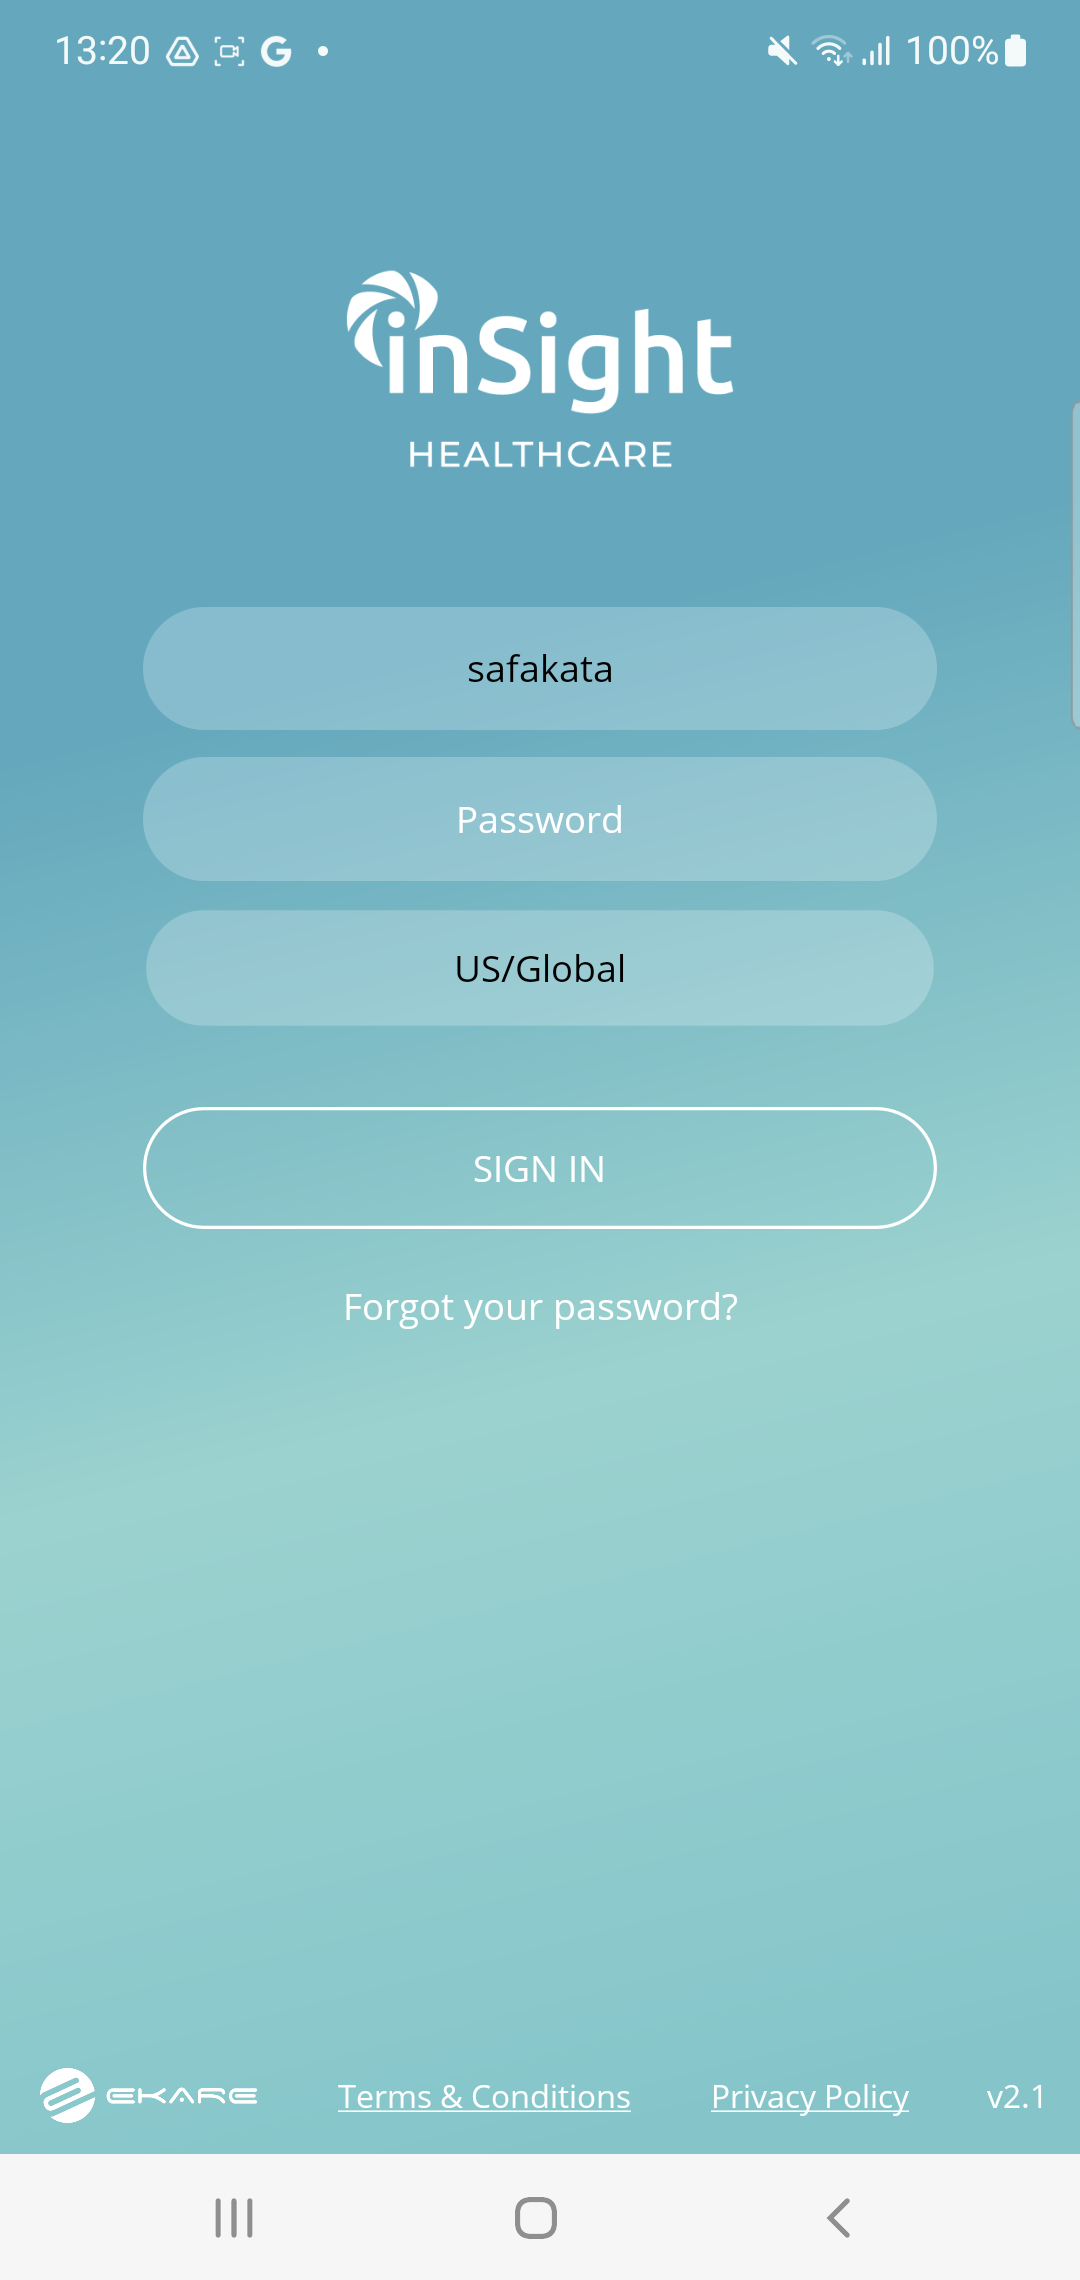 13:20
100%
inSight
HEALTHCARE
safakata
Password
US/Global
SIGN IN
Forgot your password?
EKARE Terms & Conditions Privacy Policy v2.1